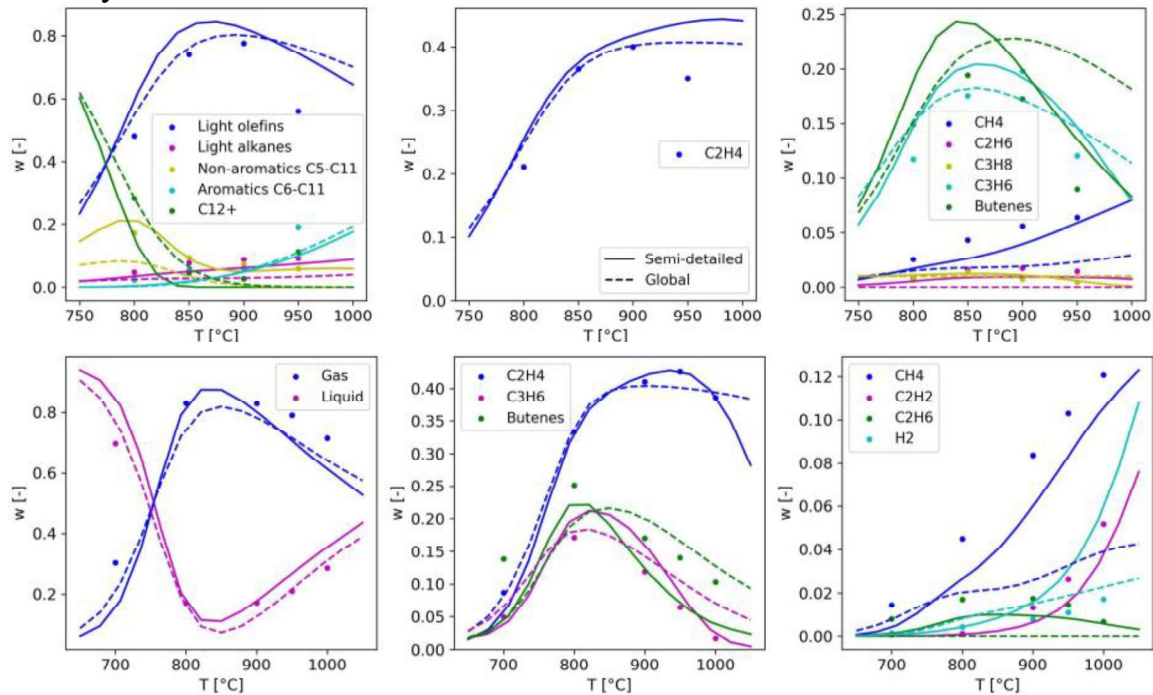 w [-]
0.8
0.6
0.4
0.2
0.0
Light olefins
Light alkanes
Non-aromatics C5-C11
Aromatics C6-C11
C12+
750 800 850 900 950 1000
T [°C]
w [-]
0.4
0.3
0.2
0.1
0.0
C2H4
Semi-detailed
Global
750 800 850 900 950 1000
T [°C]
w [-]
0.25
0.20
0.15
0.10
0.05
0.00
CH4
C2H6
C3H8
C3H6
Butenes
750 800 850 900 950 1000
T [°C]
w [-]
0.8
0.6
0.4
0.2
Gas
Liquid
700 800 900 1000
T [°C]
w [-]
0.40
0.35
0.30
0.25
0.20
0.15
0.10
0.05
0.00
C2H4
C3H6
Butenes
700 800 900 1000
T [°C]
w [-]
0.12
0.10
0.08
0.06
0.04
0.02
0.00
CH4
C2H2
C2H6
H2
700 800 900 1000
T [°C]